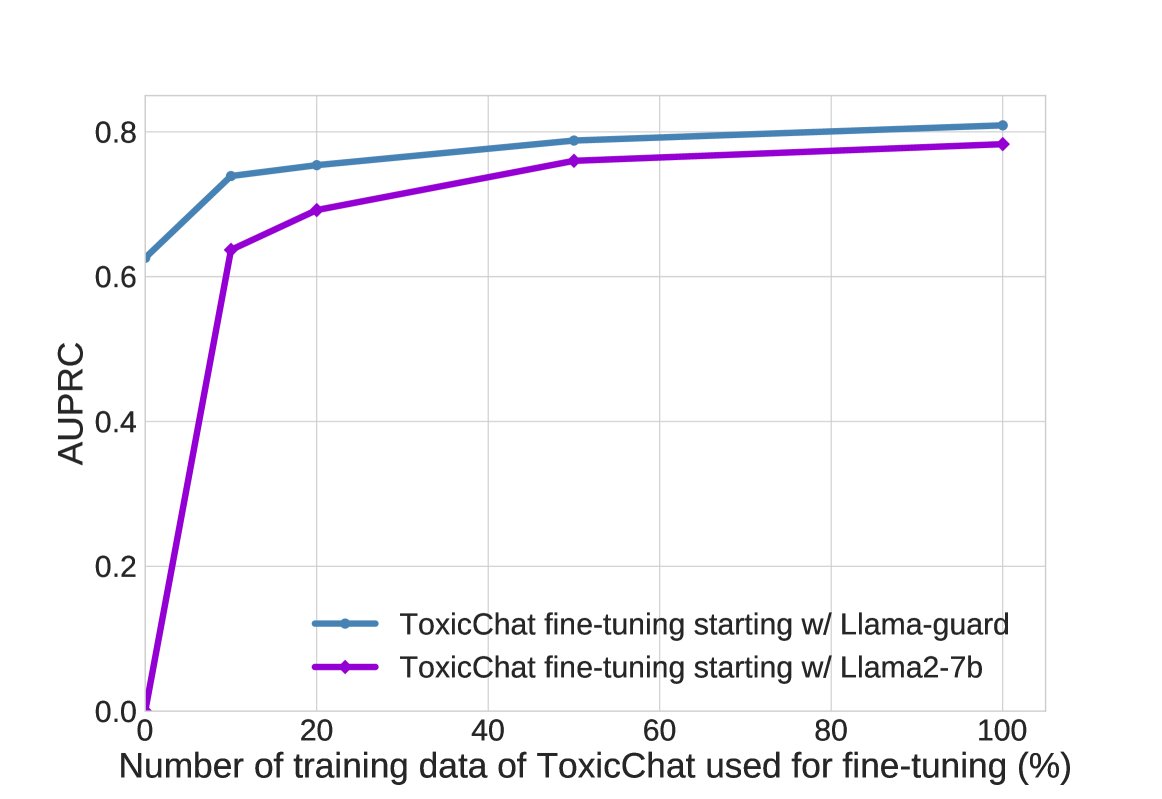 0.8
0.6
0.4
0.2
0.0
AUPRC
ToxicChat fine-tuning starting w/ Llama-guard
ToxicChat fine-tuning starting w/ Llama2-7b
0 20 40 60 80 100
Number of training data of ToxicChat used for fine-tuning (%)